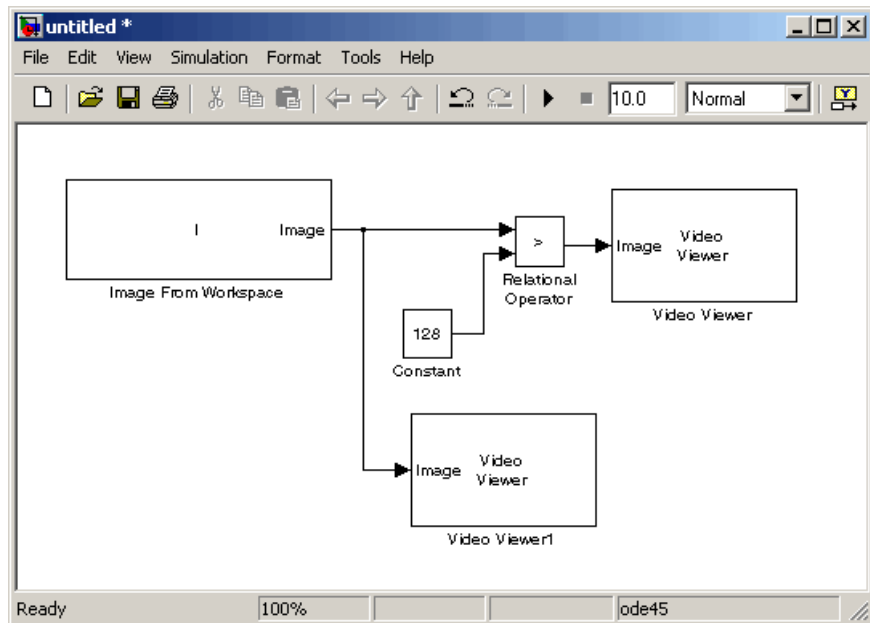 untitled *
File Edit View Simulation Format Tools Help
10.0 Normal
I Image
Image From Workspace
>
Relational
Operator
Image Video
Viewer
Video Viewer
128
Constant
Image Video
Viewer
Video Viewer1
Ready 100% ode45